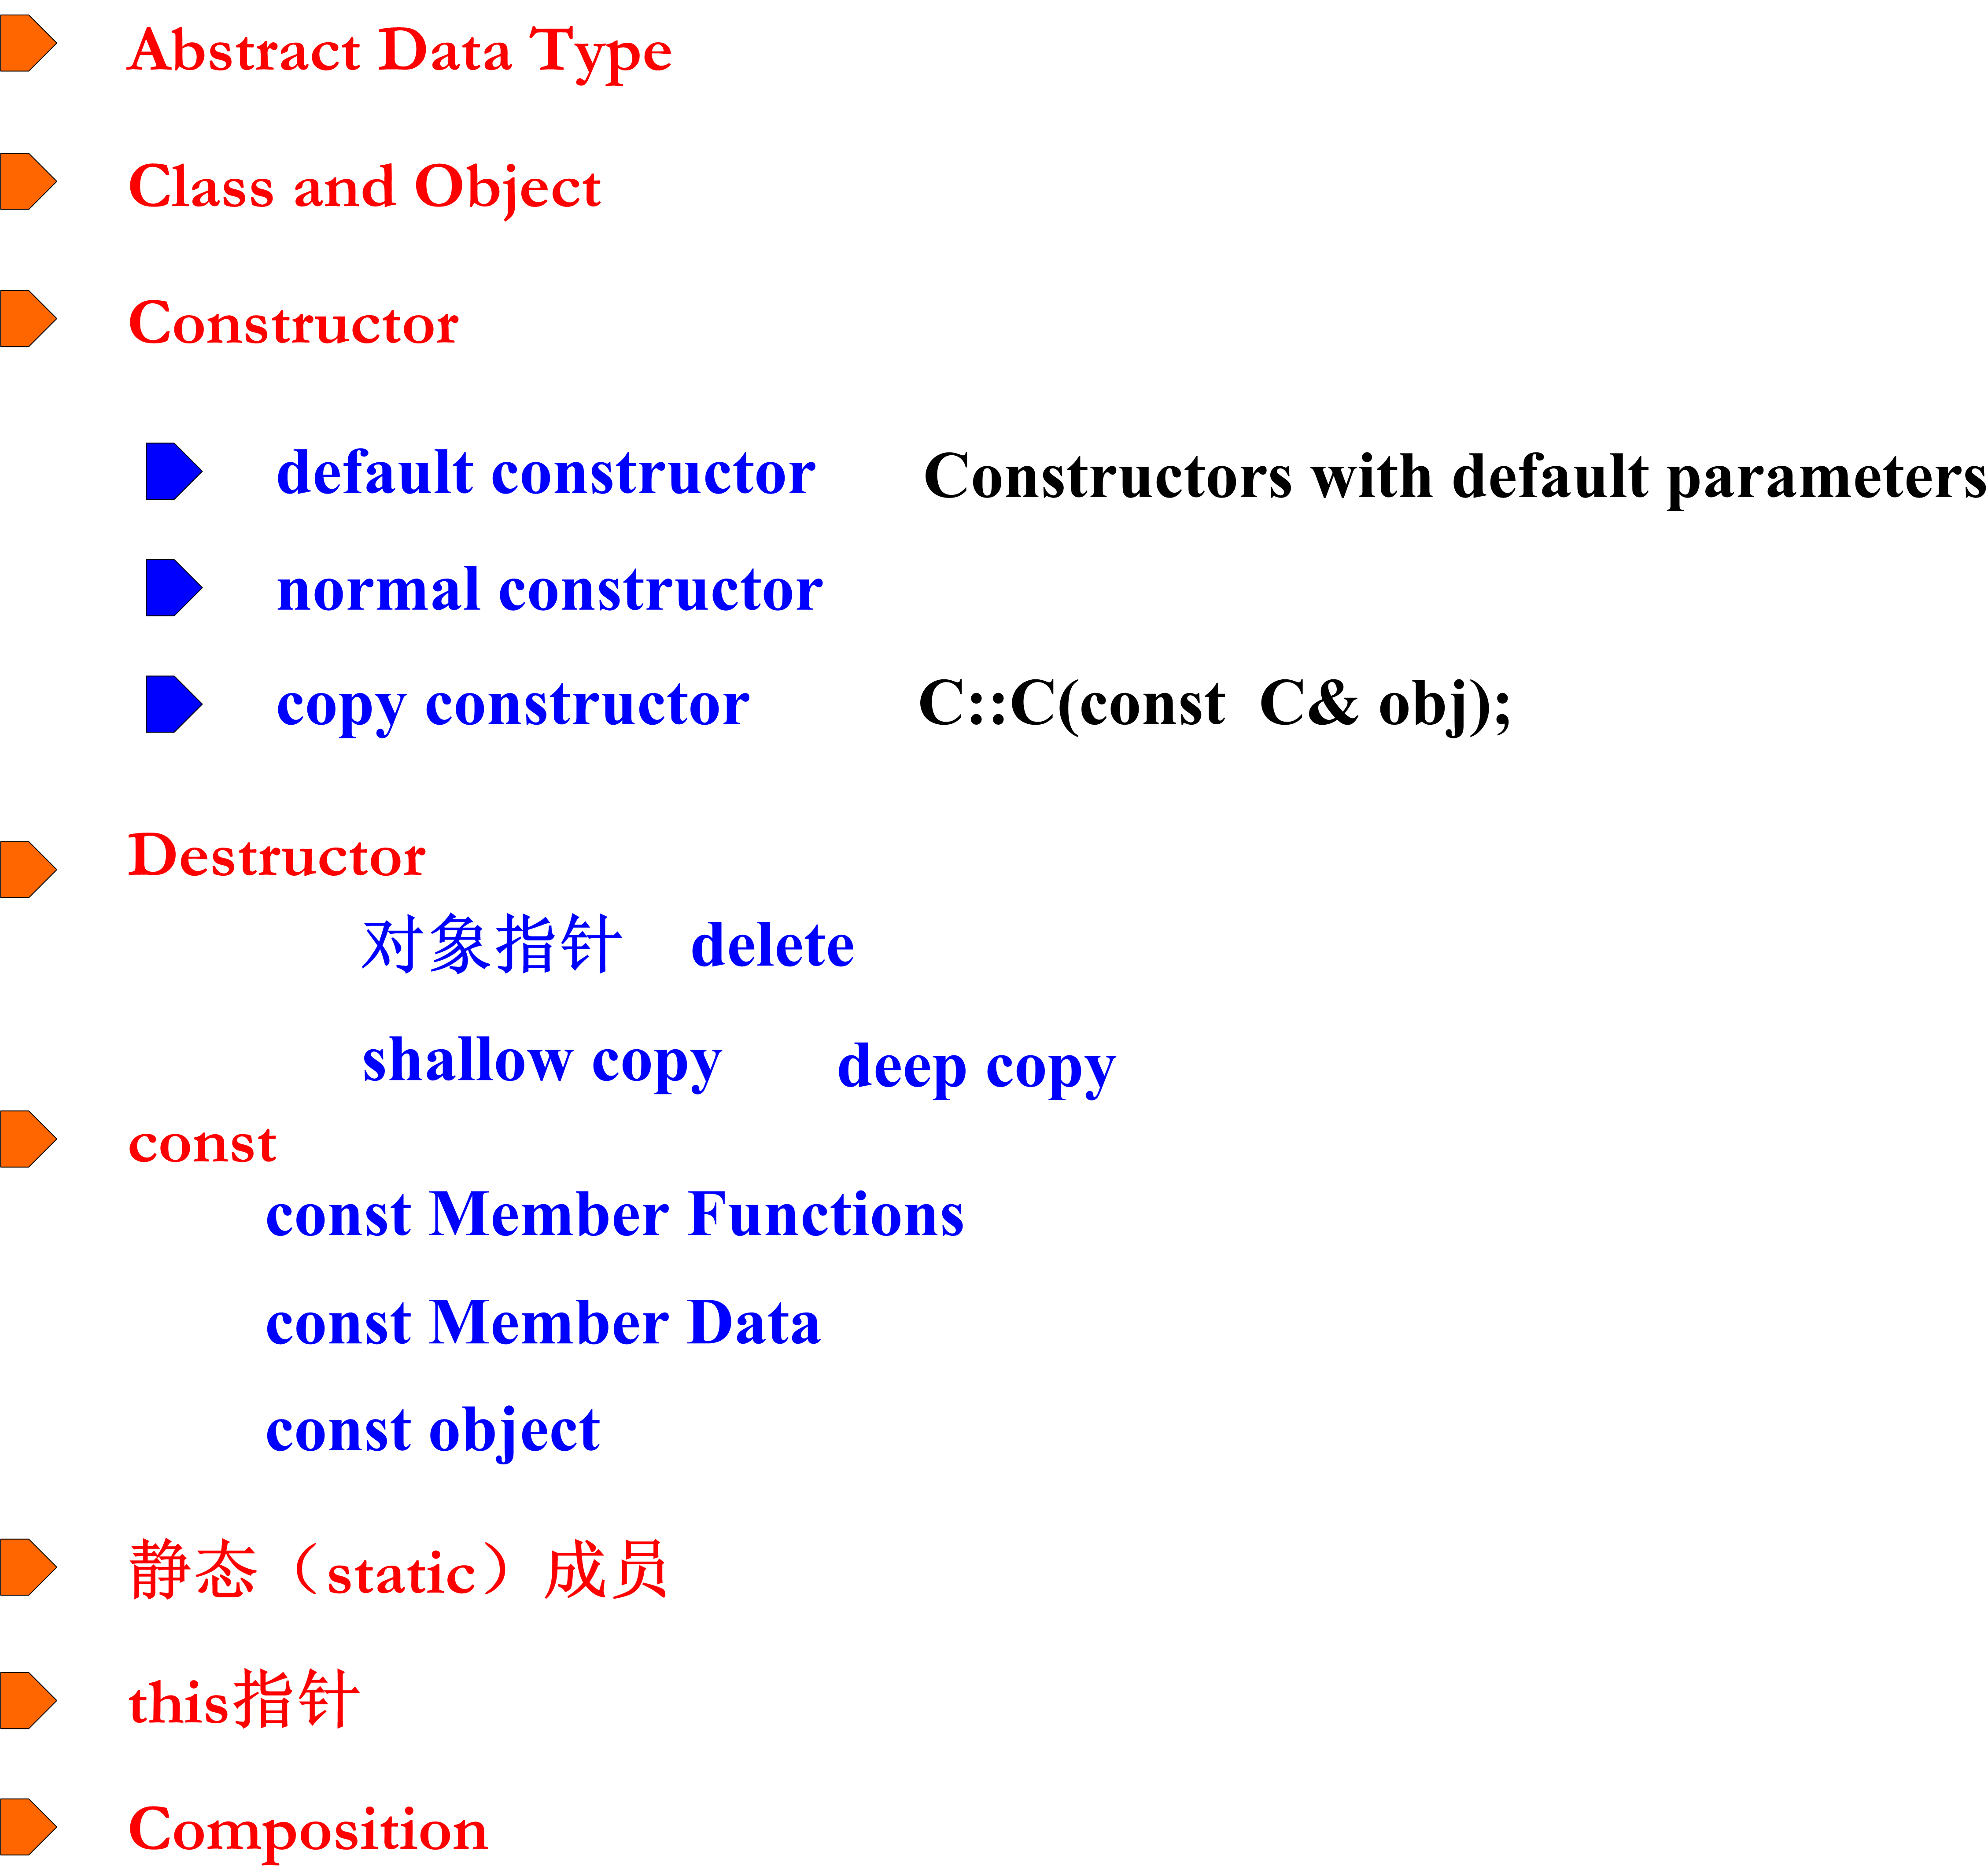 Abstract Data Type
Class and Object
Constructor
default constructor Constructors with default parameters
normal constructor
copy constructor C::C(const C& obj);
Destructor
对象指针 delete
shallow copy deep copy
const
const Member Functions
const Member Data
const object
静态（static）成员
this指针
Composition